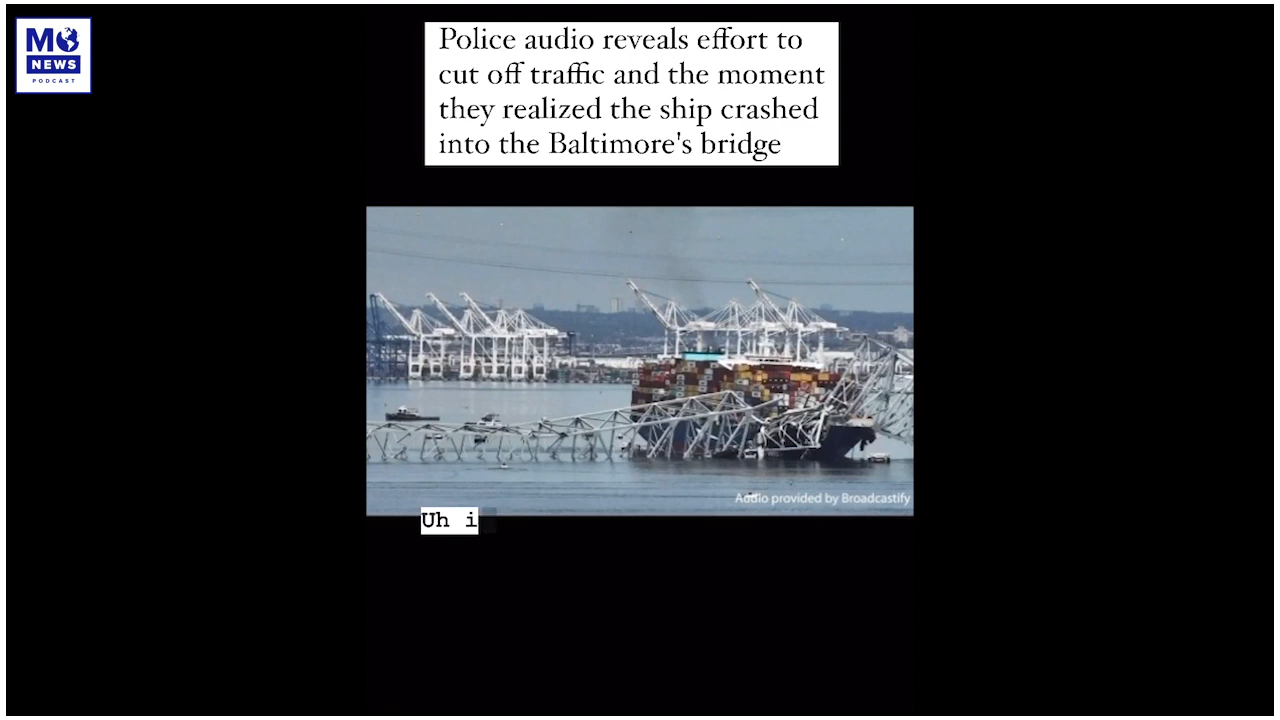 MO
NEWS
PODCAST
Police audio reveals effort to
cut off traffic and the moment
they realized the ship crashed
into the Baltimore's bridge
Audio provided by Broadcastify
Uh i